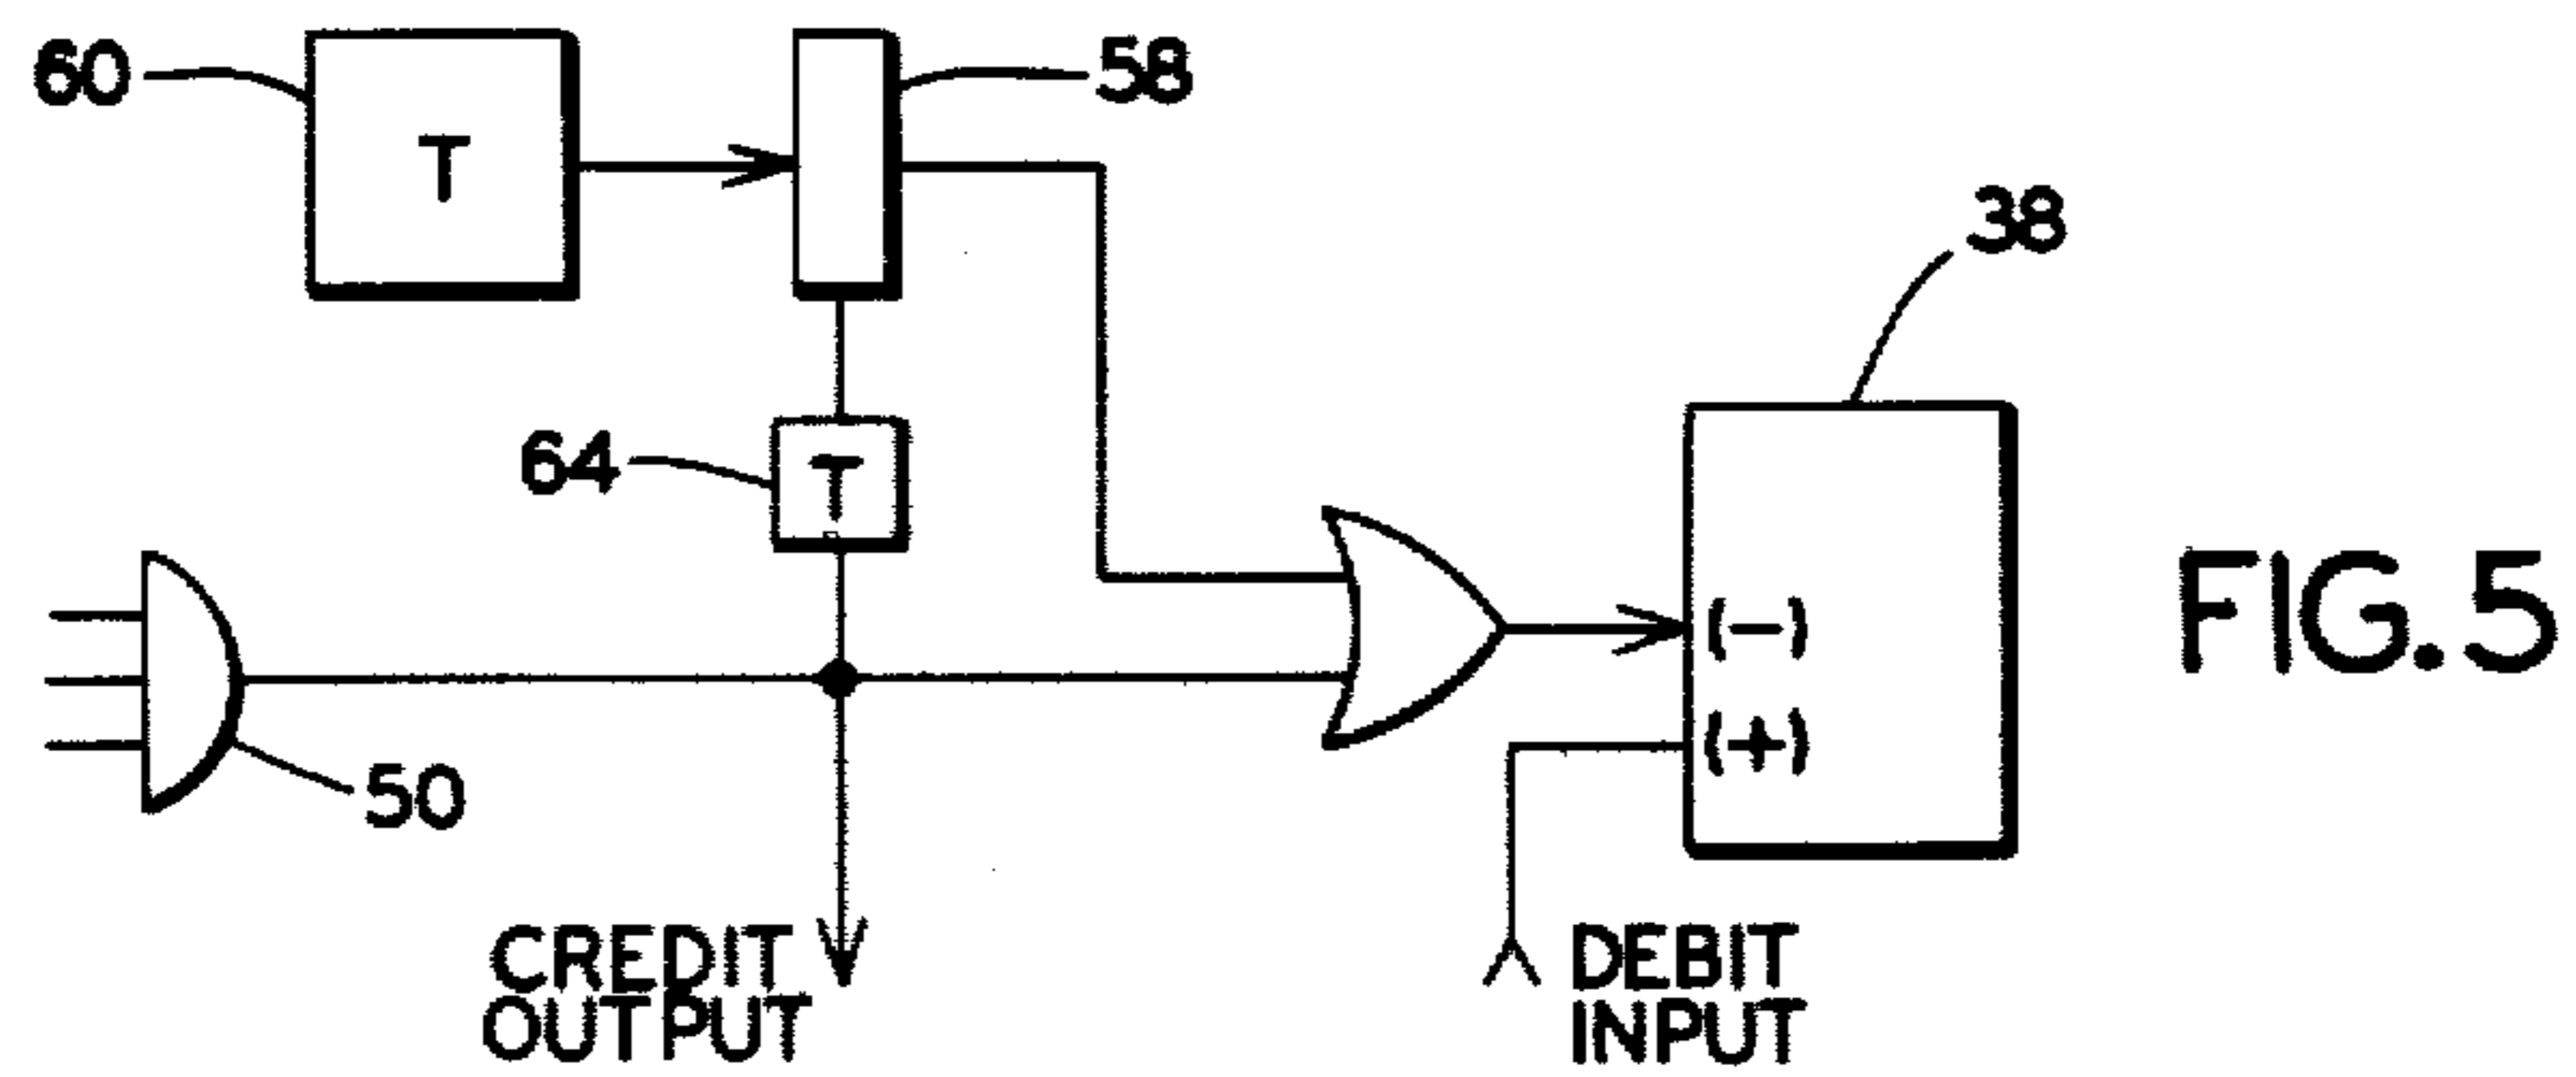 60
T
58
38
64
T
50
(−)
(+)
FIG. 5
CREDIT
OUTPUT
DEBIT
INPUT